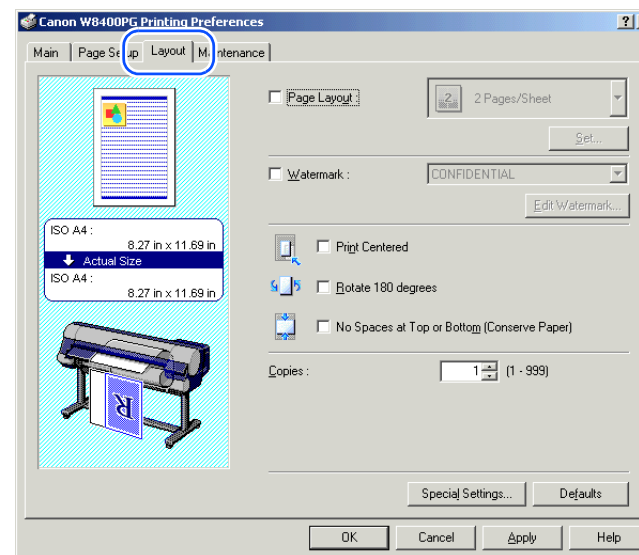 Canon W8400PG Printing Preferences
Main Page Setup Layout Maintenance
Page Layout :
2 Pages/Sheet
Set...
Watermark :
CONFIDENTIAL
Edit Watermark...
ISO A4 :
8.27 in x 11.69 in
Actual Size
ISO A4 :
8.27 in x 11.69 in
Print Centered
Rotate 180 degrees
No Spaces at Top or Bottom (Conserve Paper)
Copies :
1 (1 - 999)
R
Special Settings... Defaults
OK Cancel Apply Help